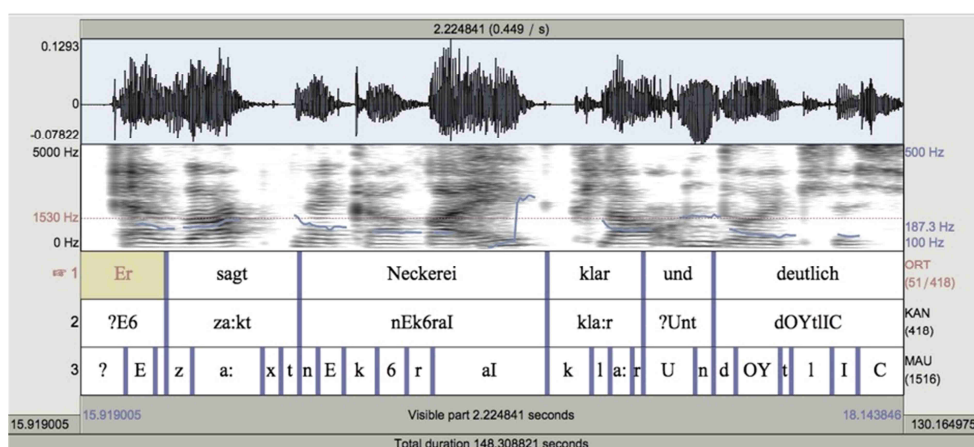 2.224841 (0.449 / s)
0.1293
0
-0.07822
5000 Hz 500 Hz
1530 Hz 187.3 Hz
0 Hz 100 Hz
☞ 1 Er sagt Neckerei klar und deutlich ORT (51/418)
2 ?E6 za:kt nEk6raI kla:r ?Unt dOYtlIC KAN (418)
3 ? E z a: x t n E k 6 r aI k l a: r U n d OY t l I C MAU (1516)
15.919005 Visible part 2.224841 seconds 18.143846
15.919005 130.164975
Total duration 148.308821 seconds